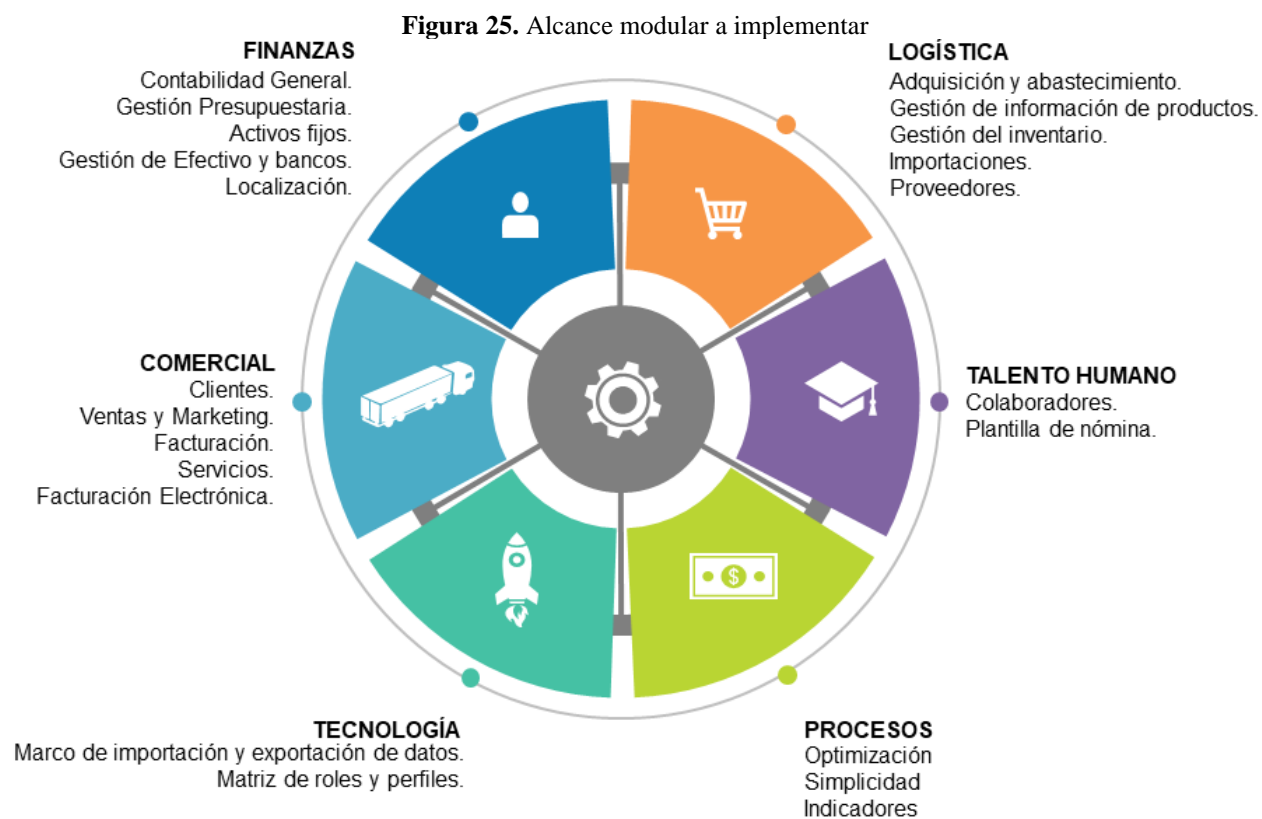 Figura 25. Alcance modular a implementar
FINANZAS
Contabilidad General.
Gestión Presupuestaria.
Activos fijos.
Gestión de Efectivo y bancos.
Localización.
LOGÍSTICA
Adquisición y abastecimiento.
Gestión de información de productos.
Gestión del inventario.
Importaciones.
Proveedores.
COMERCIAL
Clientes.
Ventas y Marketing.
Facturación.
Servicios.
Facturación Electrónica.
TALENTO HUMANO
Colaboradores.
Plantilla de nómina.
$
TECNOLOGÍA
Marco de importación y exportación de datos.
Matriz de roles y perfiles.
PROCESOS
Optimización
Simplicidad
Indicadores